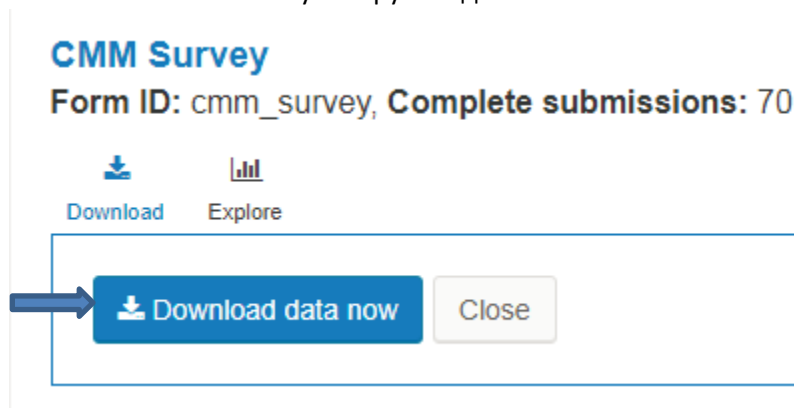 CMM Survey
Form ID: cmm_survey, Complete submissions: 70
Download Explore
Download data now Close